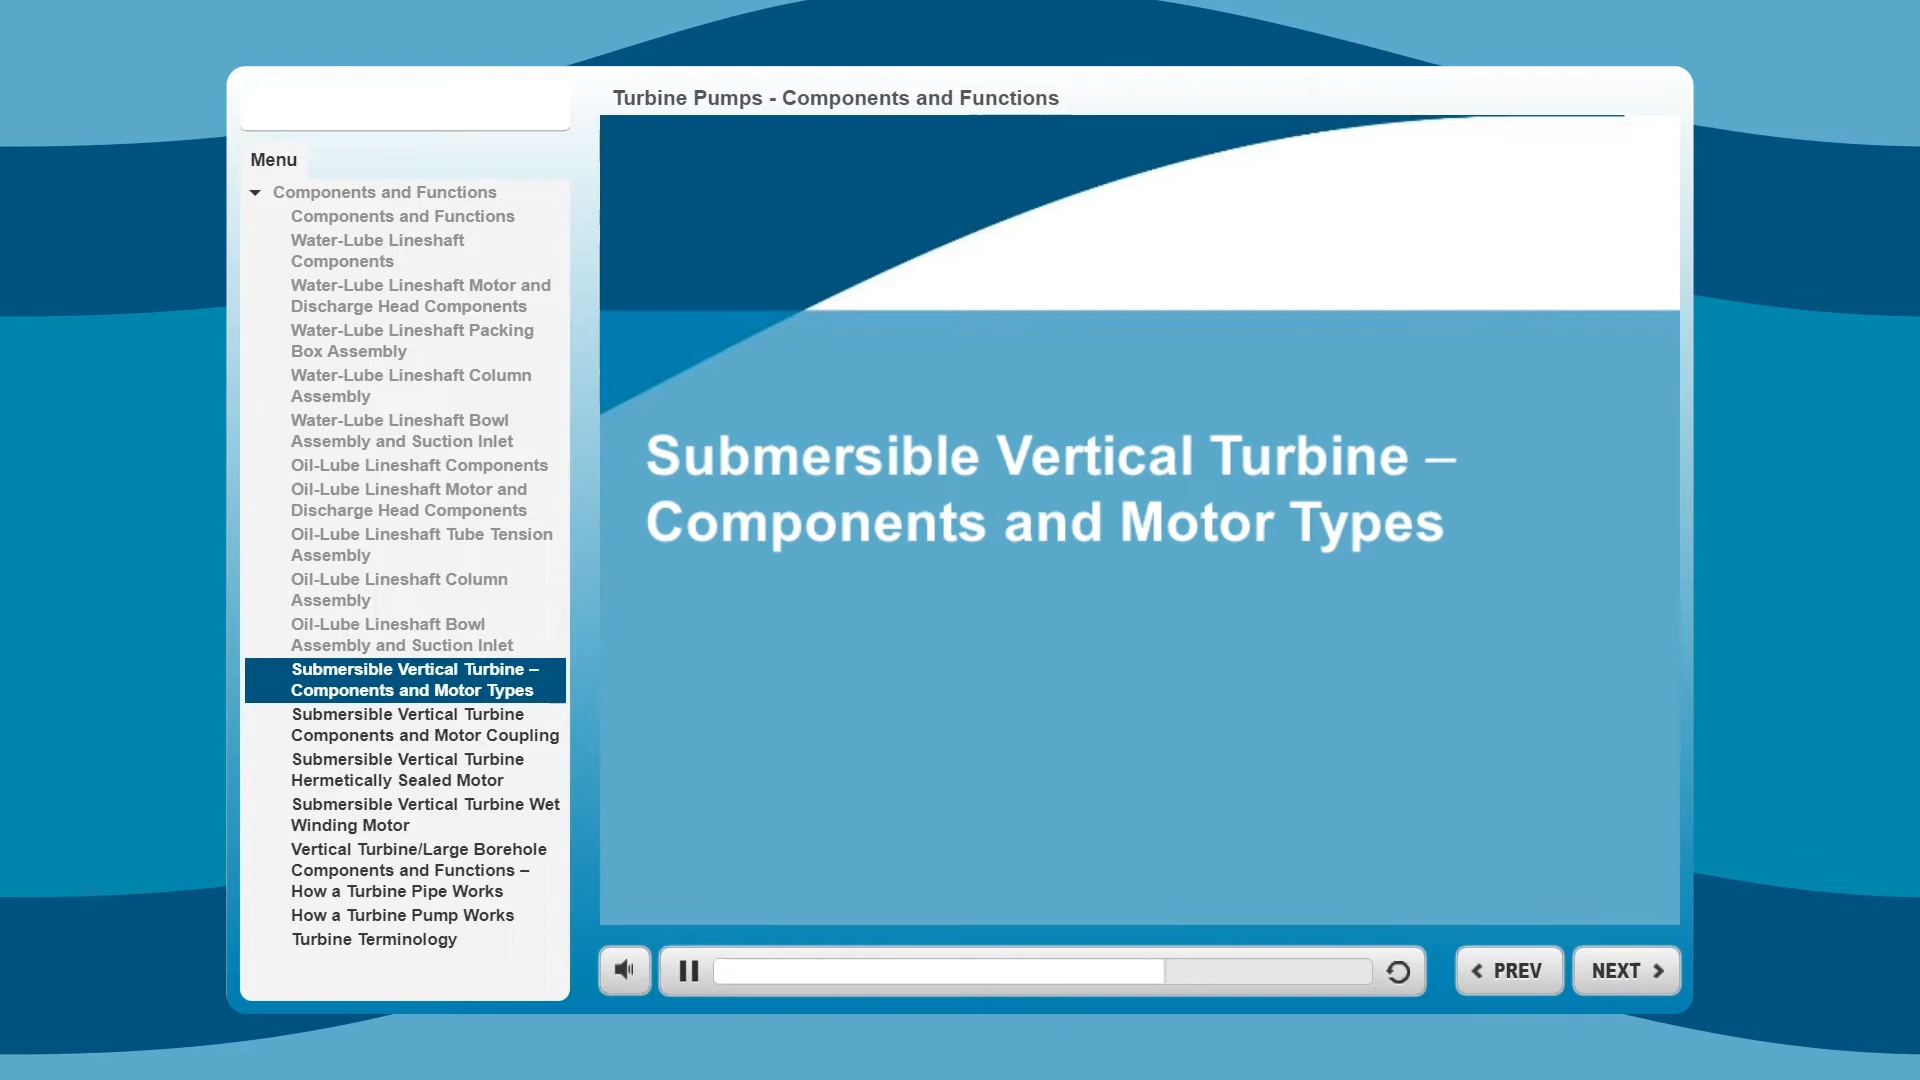 Turbine Pumps - Components and Functions
Menu
Components and Functions
Components and Functions
Water-Lube Lineshaft
Components
Water-Lube Lineshaft Motor and
Discharge Head Components
Water-Lube Lineshaft Packing
Box Assembly
Water-Lube Lineshaft Column
Assembly
Water-Lube Lineshaft Bowl
Assembly and Suction Inlet
Oil-Lube Lineshaft Components
Oil-Lube Lineshaft Motor and
Discharge Head Components
Oil-Lube Lineshaft Tube Tension
Assembly
Oil-Lube Lineshaft Column
Assembly
Oil-Lube Lineshaft Bowl
Assembly and Suction Inlet
Submersible Vertical Turbine –
Components and Motor Types
Submersible Vertical Turbine
Components and Motor Coupling
Submersible Vertical Turbine
Hermetically Sealed Motor
Submersible Vertical Turbine Wet
Winding Motor
Vertical Turbine/Large Borehole
Components and Functions –
How a Turbine Pipe Works
How a Turbine Pump Works
Turbine Terminology
Submersible Vertical Turbine –
Components and Motor Types
PREV
NEXT